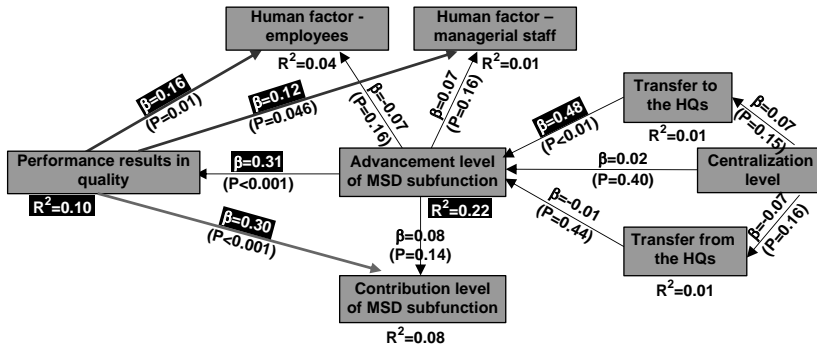 Human factor -
employees
R²=0.04
Human factor –
managerial staff
R²=0.01
β=0.16
(P=0.01)
β=0.12
(P=0.046)
β=-0.07
(P=0.16)
β=0.07
(P=0.16)
β=0.48
(P<0.01)
Transfer to
the HQs
R²=0.01
β=0.07
(P=0.15)
Performance results in
quality
R²=0.10
β=0.31
(P<0.001)
Advancement level
of MSD subfunction
R²=0.22
β=0.02
(P=0.40)
Centralization
level
β=-0.01
(P=0.44)
β=-0.07
(P=0.16)
Transfer from
the HQs
R²=0.01
β=0.30
(P<0.001)
β=0.08
(P=0.14)
Contribution level
of MSD subfunction
R²=0.08